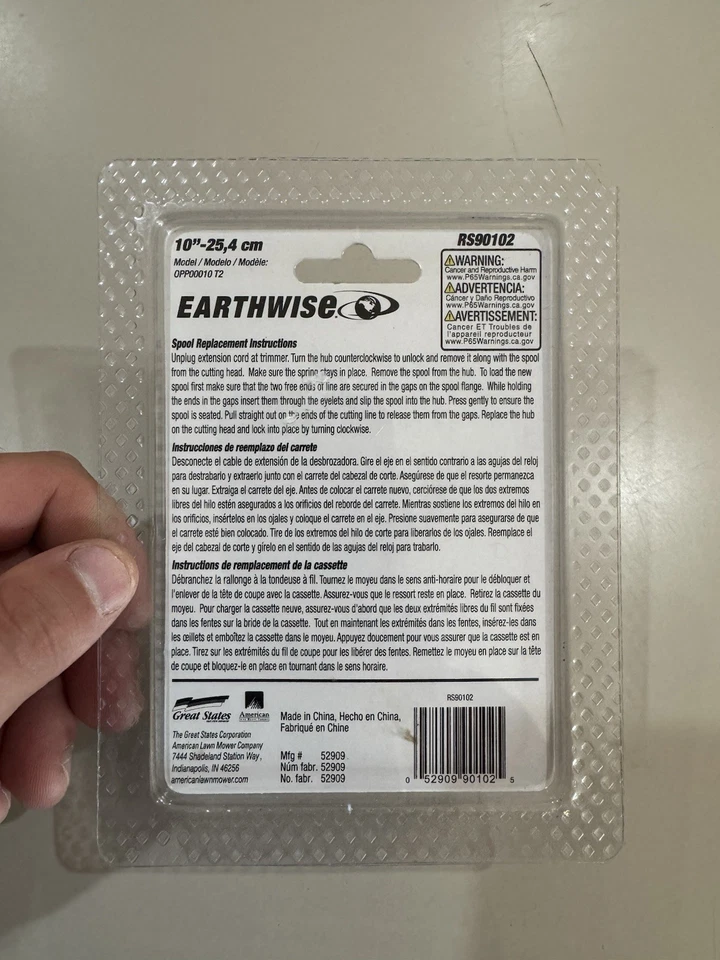 10”-25,4 cm
RS90102
Model / Modelo / Modèle:
OPP00010 T2
WARNING:
Cancer and Reproductive Harm
www.P65Warnings.ca.gov
ADVERTENCIA:
Cáncer y Daño Reproductivo
www.P65Warnings.ca.gov
AVERTISSEMENT:
Cancer ET Troubles de
l'appareil reproducteur
www.P65Warnings.ca.gov
EARTHWISE
Spool Replacement Instructions
Unplug extension cord at trimmer. Turn the hub counterclockwise to unlock and remove it along with the spool
from the cutting head. Make sure the spring stays in place. Remove the spool from the hub. To load the new
spool first make sure that the two free ends of line are secured in the gaps on the spool flange. While holding
the ends in the gaps insert them through the eyelets and slip the spool into the hub. Press gently to ensure the
spool is seated. Pull straight out on the ends of the cutting line to release them from the gaps. Replace the hub
on the cutting head and lock into place by turning clockwise.
Instrucciones de reemplazo del carrete
Desconecte el cable de extensión de la desbrozadora. Gire el eje en el sentido contrario a las agujas del reloj
para destrabarlo y extraerlo junto con el carrete del cabezal de corte. Asegúrese de que el resorte permanezca
en su lugar. Extraiga el carrete del eje. Antes de colocar el carrete nuevo, cerciórese de que los dos extremos
libres del hilo estén asegurados a los orificios del reborde del carrete. Mientras sostiene los extremos del hilo en
los orificios, insértelos en los ojales y coloque el carrete en el eje. Presione suavemente para asegurarse de que
el carrete esté bien colocado. Tire de los extremos del hilo de corte para liberarlos de los ojales. Reemplace el
eje del cabezal de corte y gírelo en el sentido de las agujas del reloj para trabarlo.
Instructions de remplacement de la cassette
Débranchez la rallonge à la tondeuse à fil. Tournez le moyeu dans le sens anti-horaire pour le débloquer et
l'enlever de la tête de coupe avec la cassette. Assurez-vous que le ressort reste en place. Retirez la cassette du
moyeu. Pour charger la cassette neuve, assurez-vous d'abord que les deux extrémités libres du fil sont fixées
dans les fentes sur la bride de la cassette. Tout en maintenant les extrémités dans les fentes, insérez-les dans
les œillets et emboîtez la cassette dans le moyeu. Appuyez doucement pour vous assurer que la cassette est en
place. Tirez sur les extrémités du fil de coupe pour les libérer des fentes. Remettez le moyeu en place sur la tête
de coupe et bloquez-le en place en tournant dans le sens horaire.
Great States
American
The Great States Corporation
American Lawn Mower Company
7444 Shadeland Station Way,
Indianapolis, IN 46256
americanlawnmower.com
Made in China, Hecho en China,
Fabriqué en Chine
Mfg # 52909
Núm fabr. 52909
No. fabr. 52909
RS90102
0 52909 90102 5